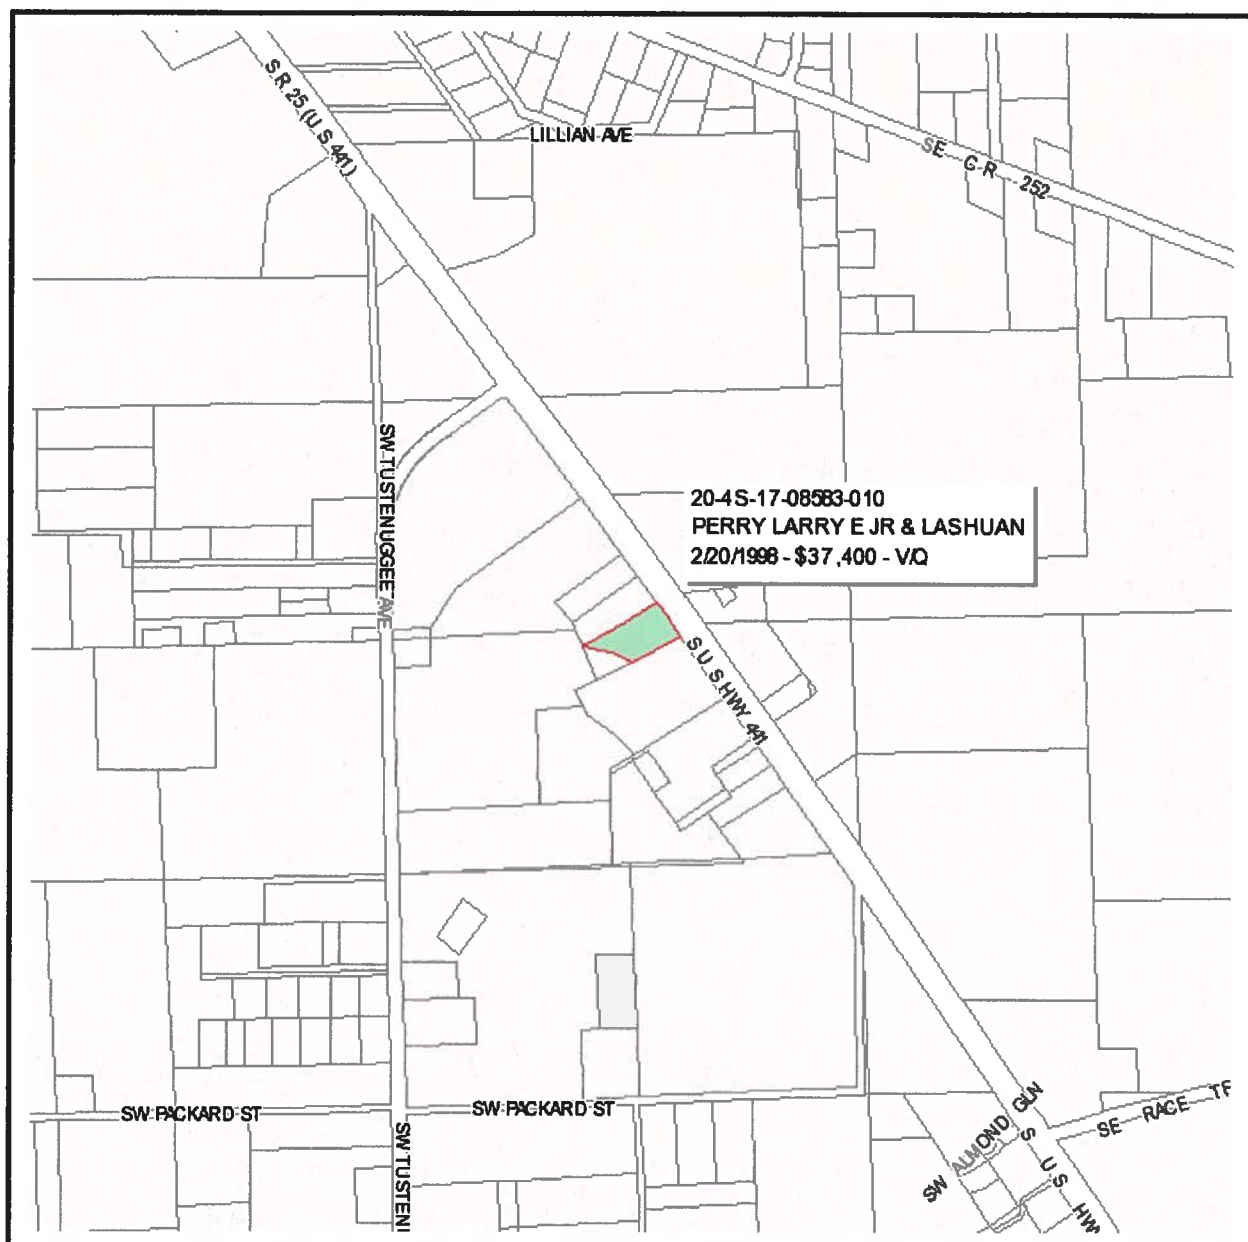 S R 25 (U S 441)
LILLIAN AVE
SE C R 252
SW TUSTENUGGEE AVE
20-4S-17-08583-010
PERRY LARRY E JR & LASHUAN
2/20/1998 - $37,400 - V/Q
S U S HWY 441
SW PACKARD ST
SW PACKARD ST
SW TUSTENI
SW ALMOND GLN
S U S HW
SE RACE TF